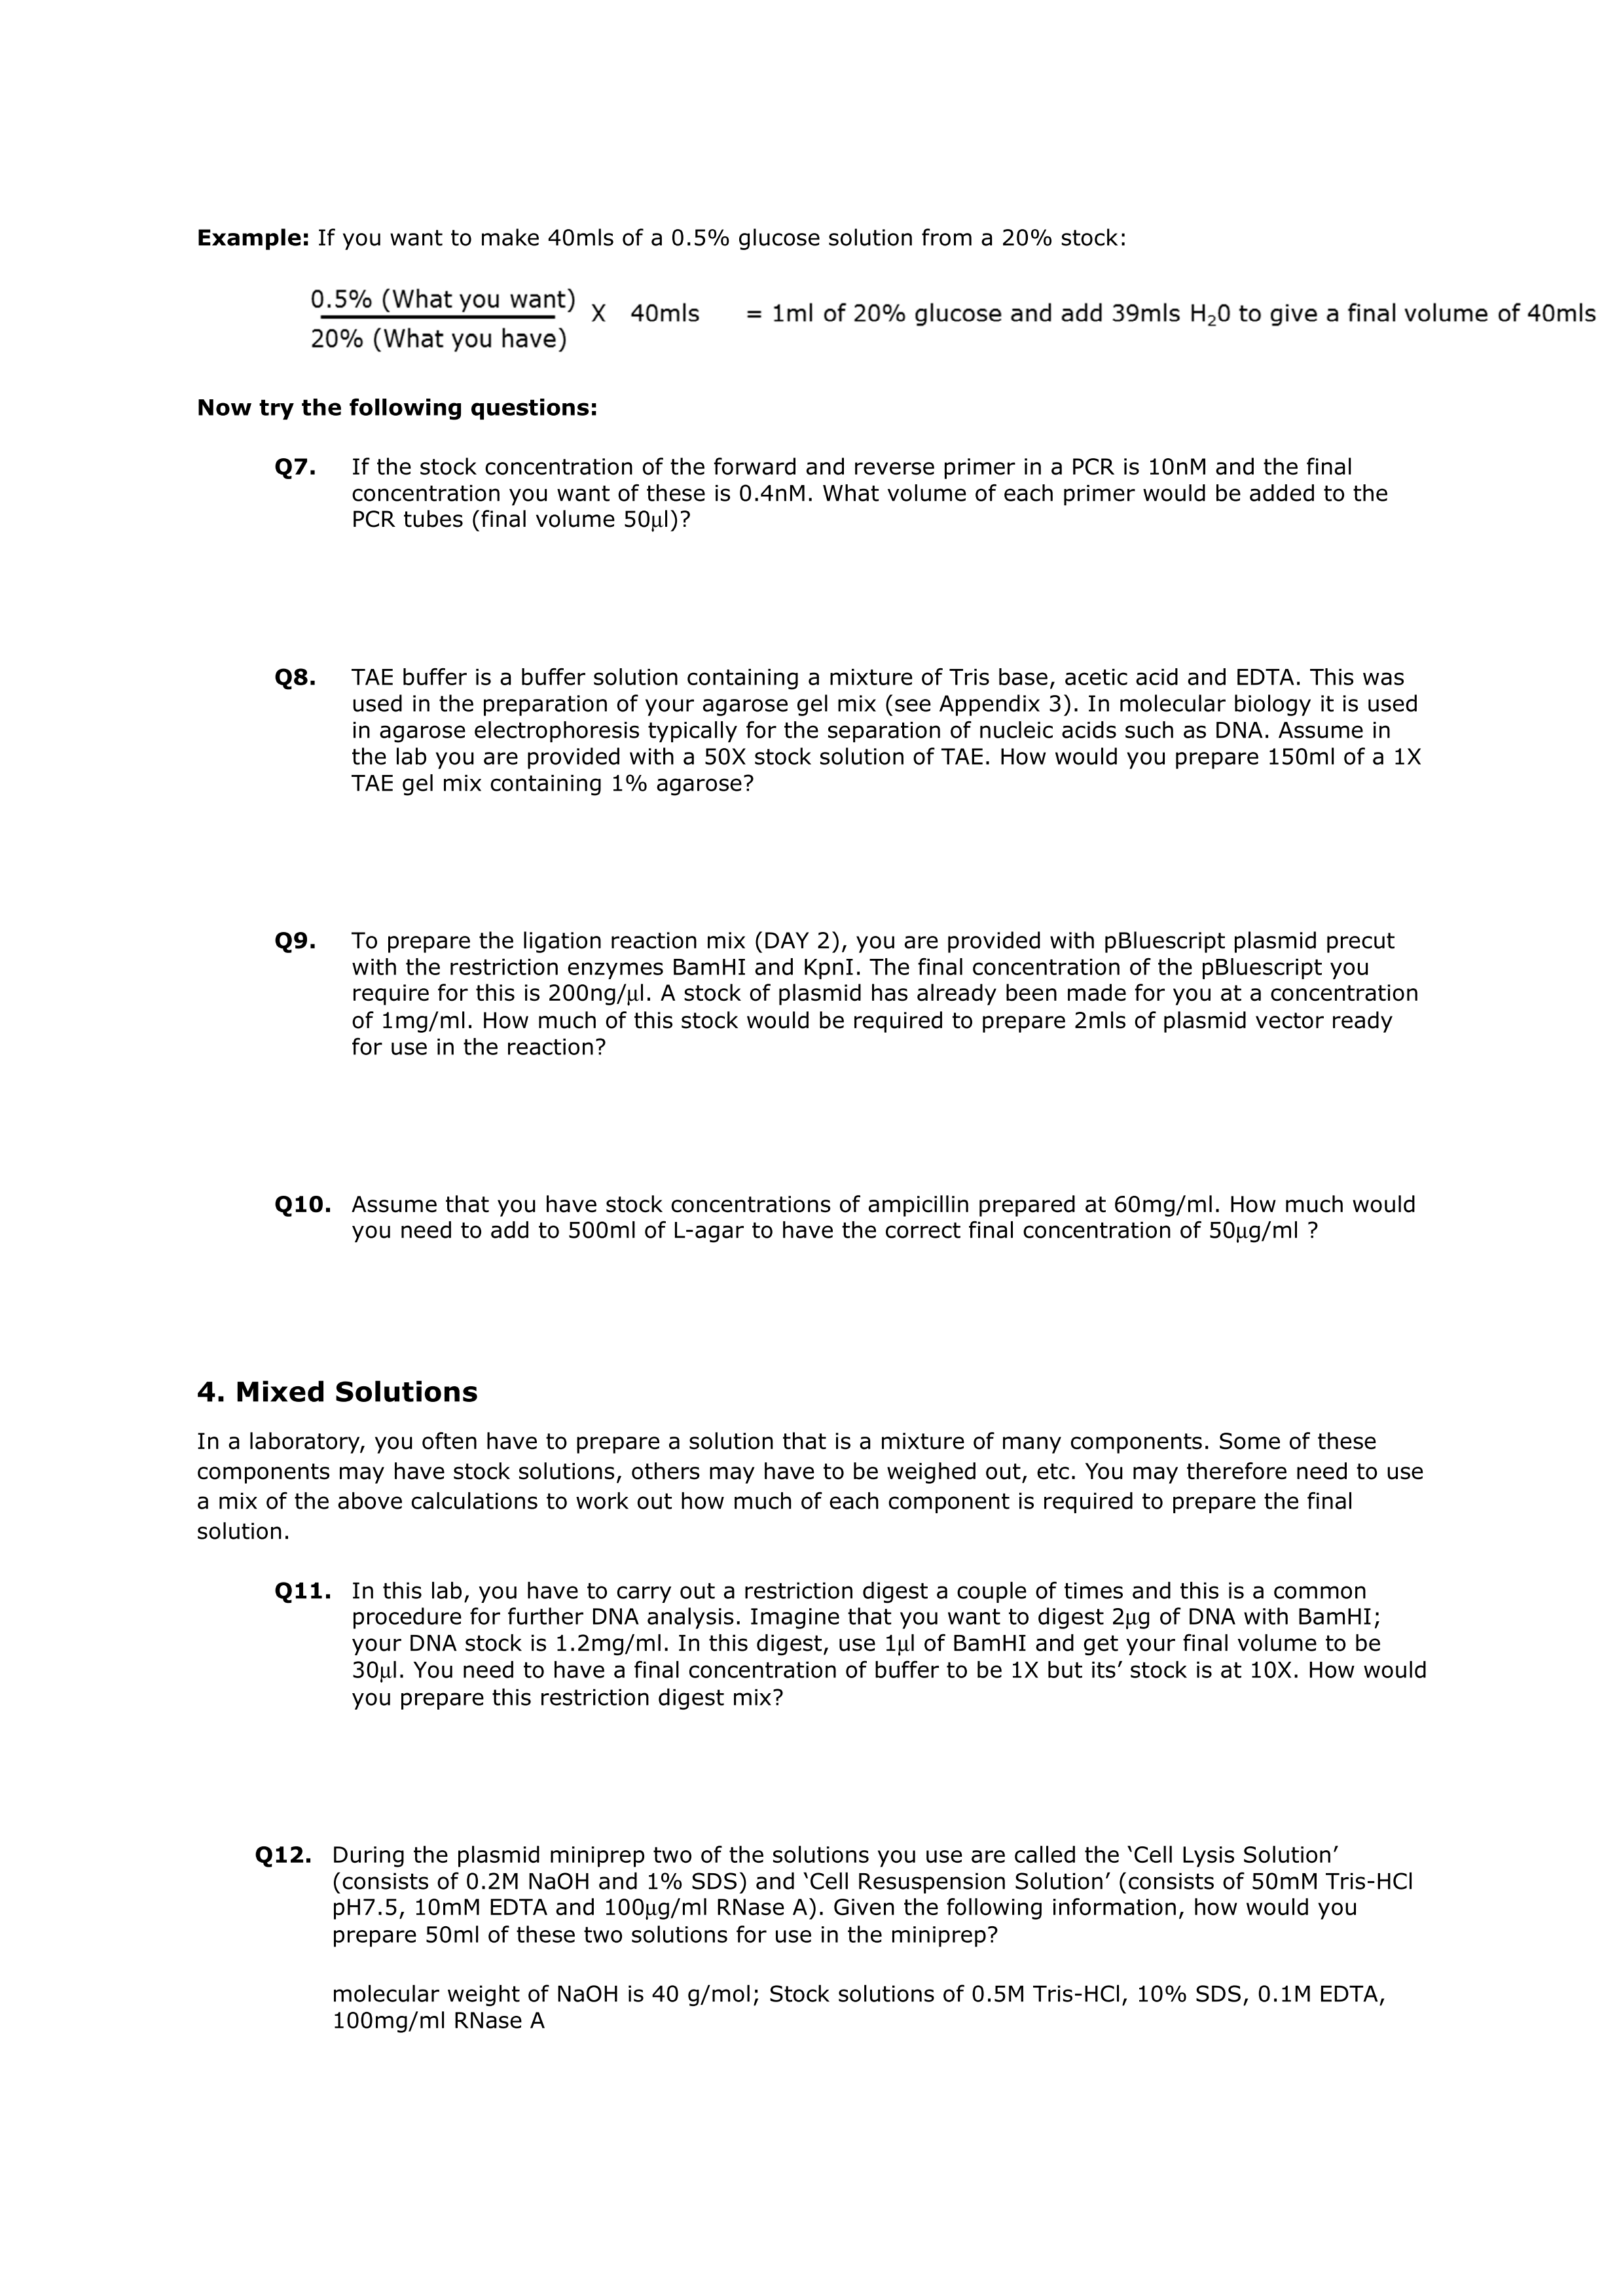 Example: If you want to make 40mls of a 0.5% glucose solution from a 20% stock:
0.5% (What you want)
X 40mls = 1ml of 20% glucose and add 39mls H₂0 to give a final volume of 40mls
20% (What you have)
Now try the following questions:
Q7. If the stock concentration of the forward and reverse primer in a PCR is 10nM and the final
concentration you want of these is 0.4nM. What volume of each primer would be added to the
PCR tubes (final volume 50μl)?
Q8. TAE buffer is a buffer solution containing a mixture of Tris base, acetic acid and EDTA. This was
used in the preparation of your agarose gel mix (see Appendix 3). In molecular biology it is used
in agarose electrophoresis typically for the separation of nucleic acids such as DNA. Assume in
the lab you are provided with a 50X stock solution of TAE. How would you prepare 150ml of a 1X
TAE gel mix containing 1% agarose?
Q9. To prepare the ligation reaction mix (DAY 2), you are provided with pBluescript plasmid precut
with the restriction enzymes BamHI and KpnI. The final concentration of the pBluescript you
require for this is 200ng/μl. A stock of plasmid has already been made for you at a concentration
of 1mg/ml. How much of this stock would be required to prepare 2mls of plasmid vector ready
for use in the reaction?
Q10. Assume that you have stock concentrations of ampicillin prepared at 60mg/ml. How much would
you need to add to 500ml of L-agar to have the correct final concentration of 50μg/ml ?
4. Mixed Solutions
In a laboratory, you often have to prepare a solution that is a mixture of many components. Some of these
components may have stock solutions, others may have to be weighed out, etc. You may therefore need to use
a mix of the above calculations to work out how much of each component is required to prepare the final
solution.
Q11. In this lab, you have to carry out a restriction digest a couple of times and this is a common
procedure for further DNA analysis. Imagine that you want to digest 2μg of DNA with BamHI;
your DNA stock is 1.2mg/ml. In this digest, use 1μl of BamHI and get your final volume to be
30μl. You need to have a final concentration of buffer to be 1X but its’ stock is at 10X. How would
you prepare this restriction digest mix?
Q12. During the plasmid miniprep two of the solutions you use are called the ‘Cell Lysis Solution’
(consists of 0.2M NaOH and 1% SDS) and ‘Cell Resuspension Solution’ (consists of 50mM Tris-HCl
pH7.5, 10mM EDTA and 100μg/ml RNase A). Given the following information, how would you
prepare 50ml of these two solutions for use in the miniprep?
molecular weight of NaOH is 40 g/mol; Stock solutions of 0.5M Tris-HCl, 10% SDS, 0.1M EDTA,
100mg/ml RNase A